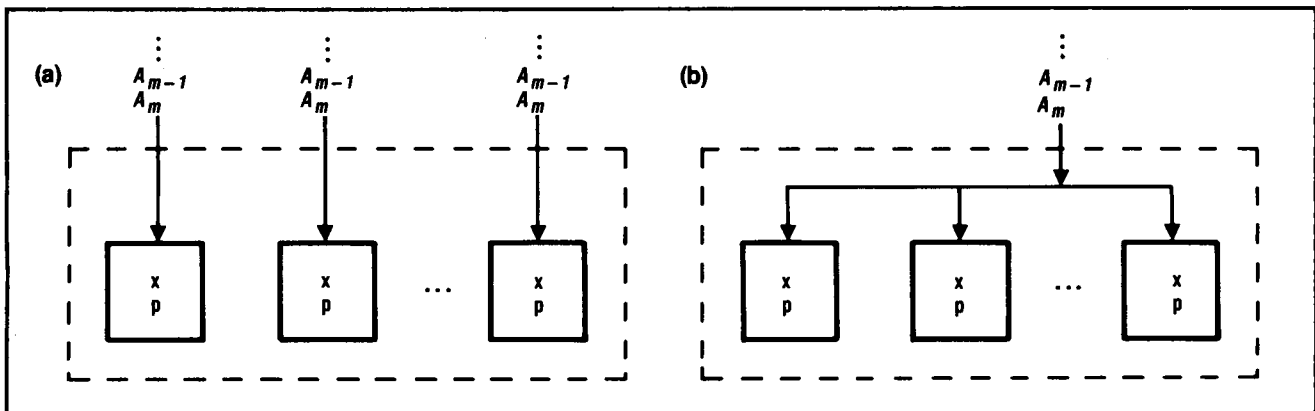 (a)
⋮
A_{m-1}
A_m
⋮
A_{m-1}
A_m
⋮
A_{m-1}
A_m
x
p
x
p
...
x
p
(b)
⋮
A_{m-1}
A_m
x
p
x
p
...
x
p